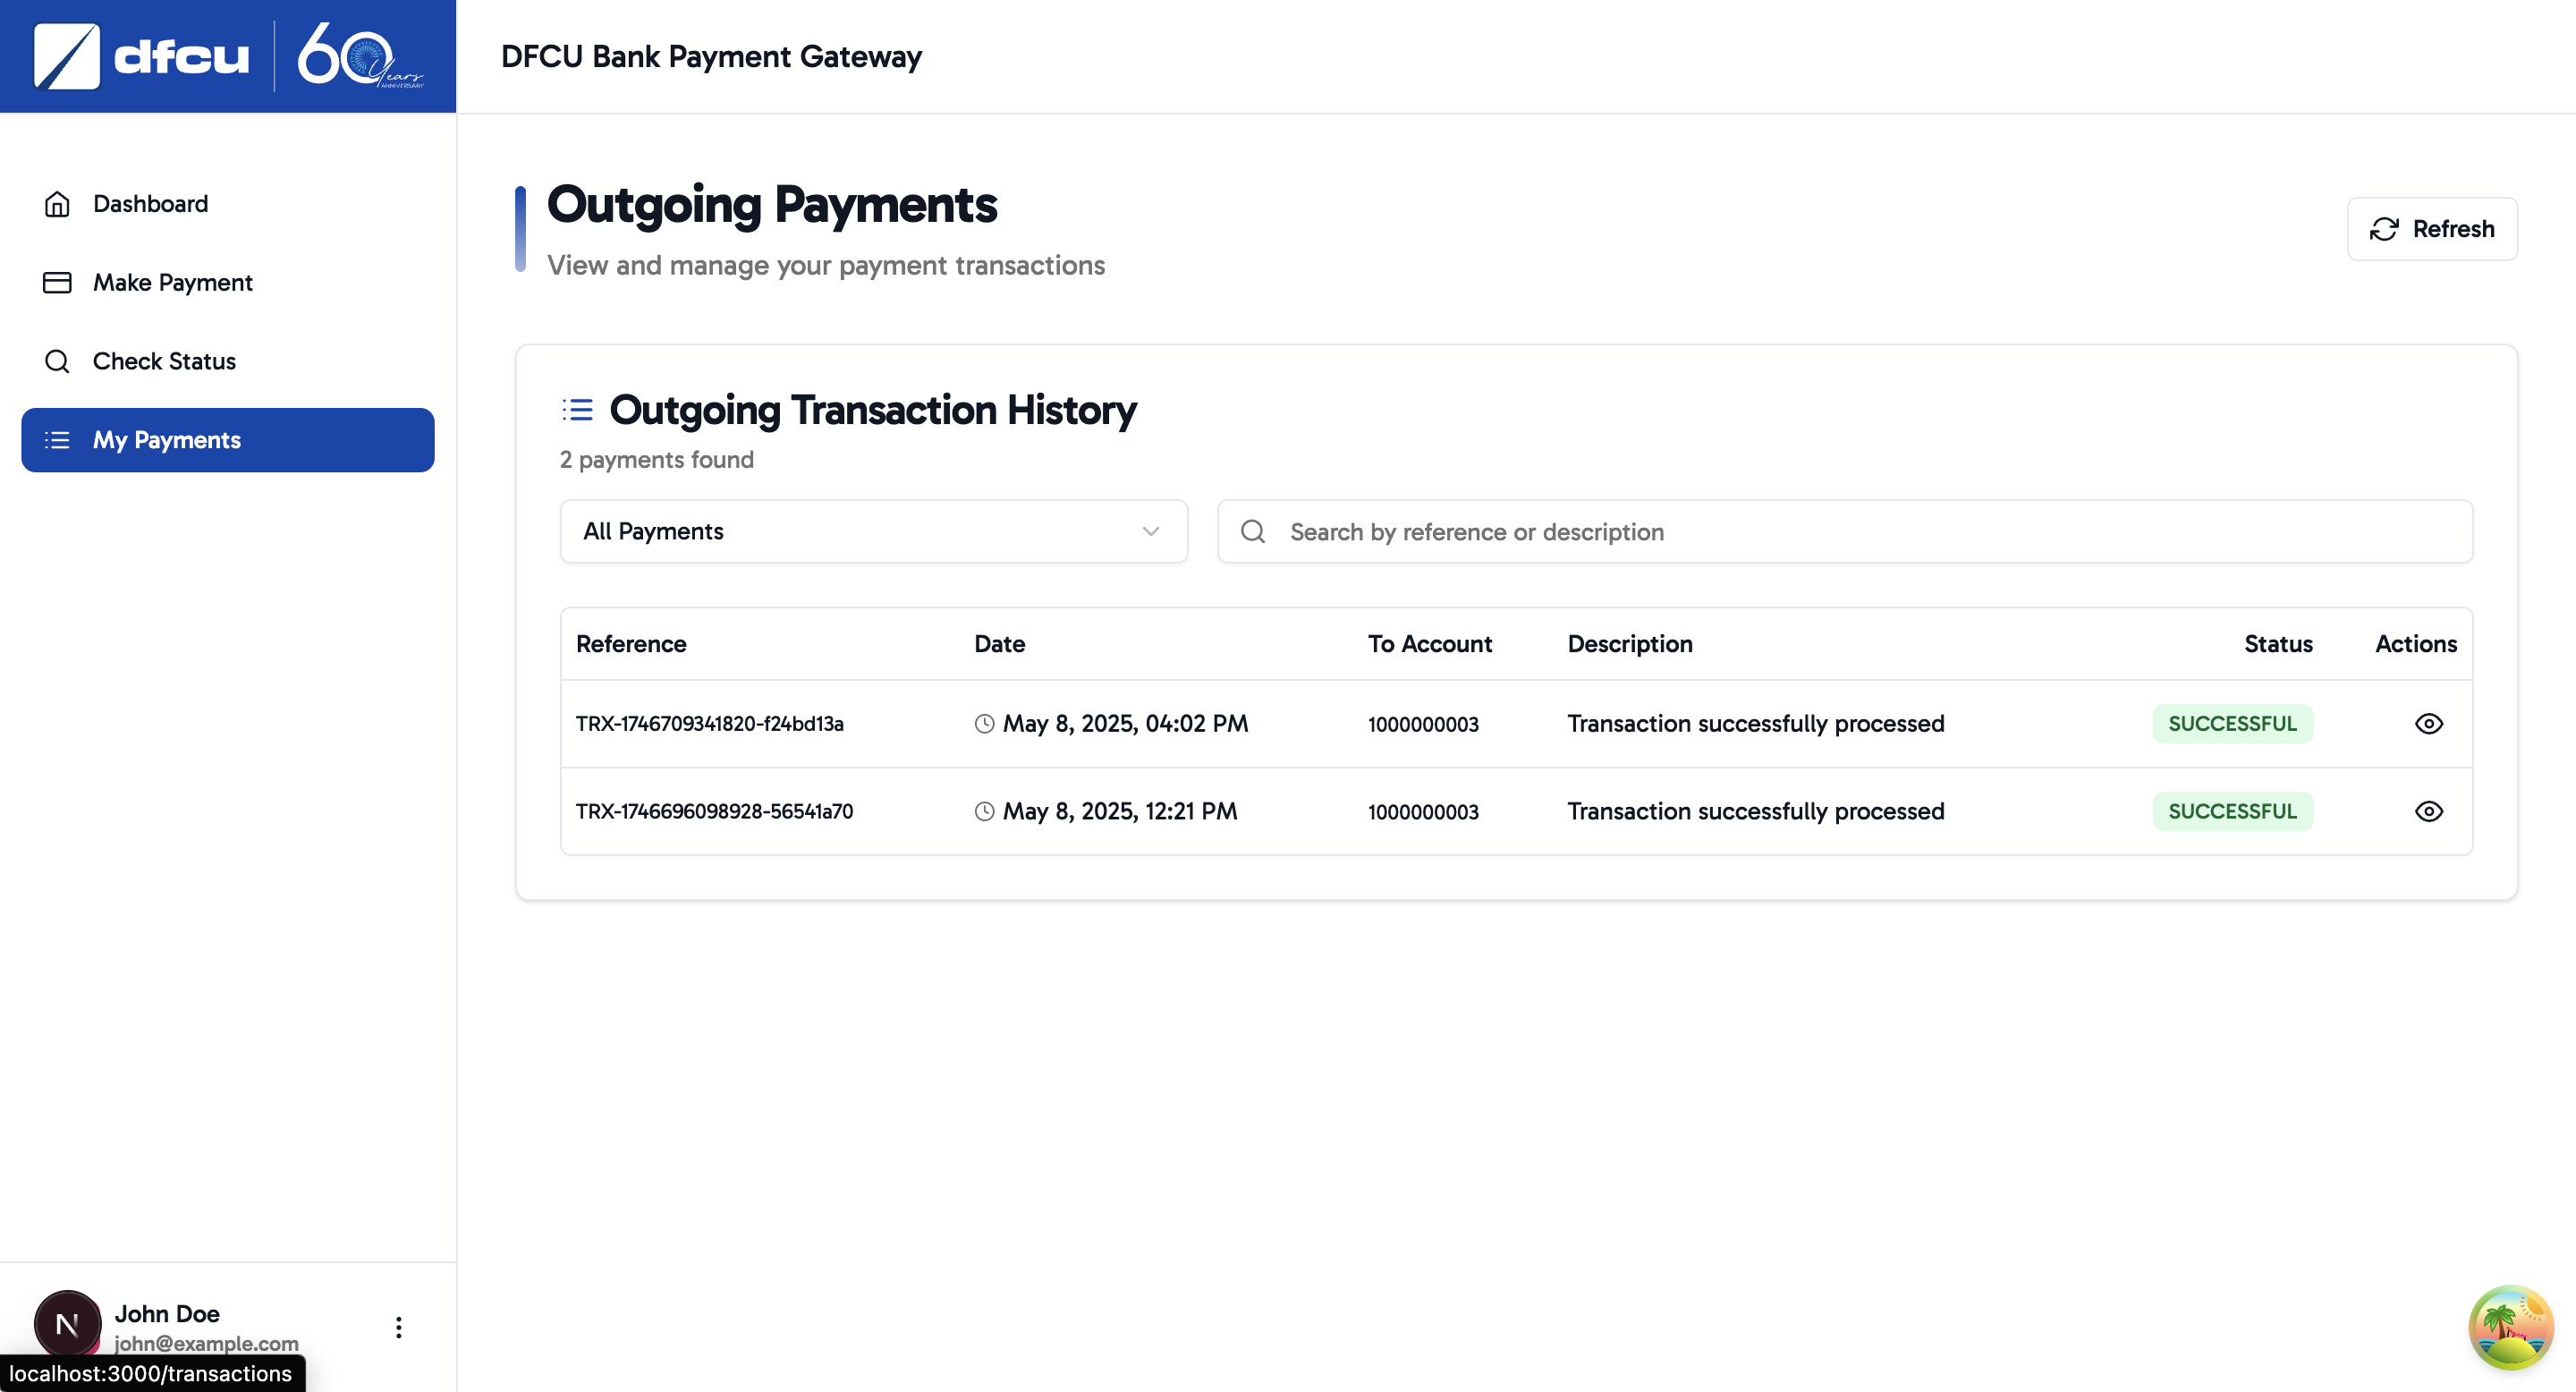 dfcu
60
Years
ANNIVERSARY
DFCU Bank Payment Gateway
Dashboard
Make Payment
Check Status
My Payments
Outgoing Payments
View and manage your payment transactions
Refresh
Outgoing Transaction History
2 payments found
All Payments
Search by reference or description
Reference Date To Account Description Status Actions
TRX-1746709341820-f24bd13a May 8, 2025, 04:02 PM 1000000003 Transaction successfully processed SUCCESSFUL
TRX-1746696098928-56541a70 May 8, 2025, 12:21 PM 1000000003 Transaction successfully processed SUCCESSFUL
N
John Doe
john@example.com
localhost:3000/transactions